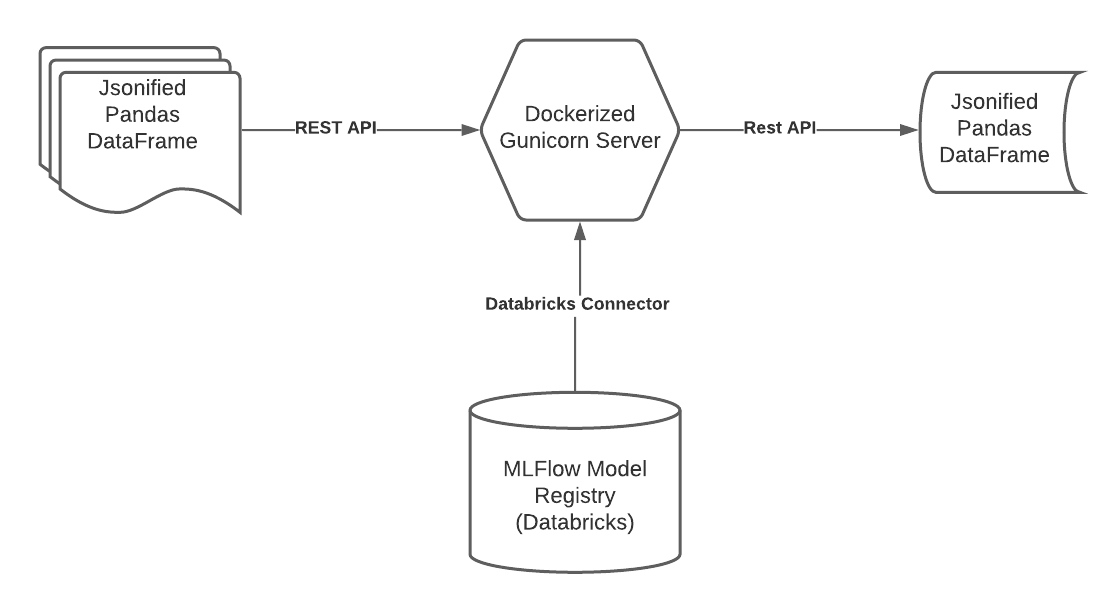 Jsonified
Pandas
DataFrame
REST API
Dockerized
Gunicorn Server
Rest API
Jsonified
Pandas
DataFrame
Databricks Connector
MLFlow Model
Registry
(Databricks)